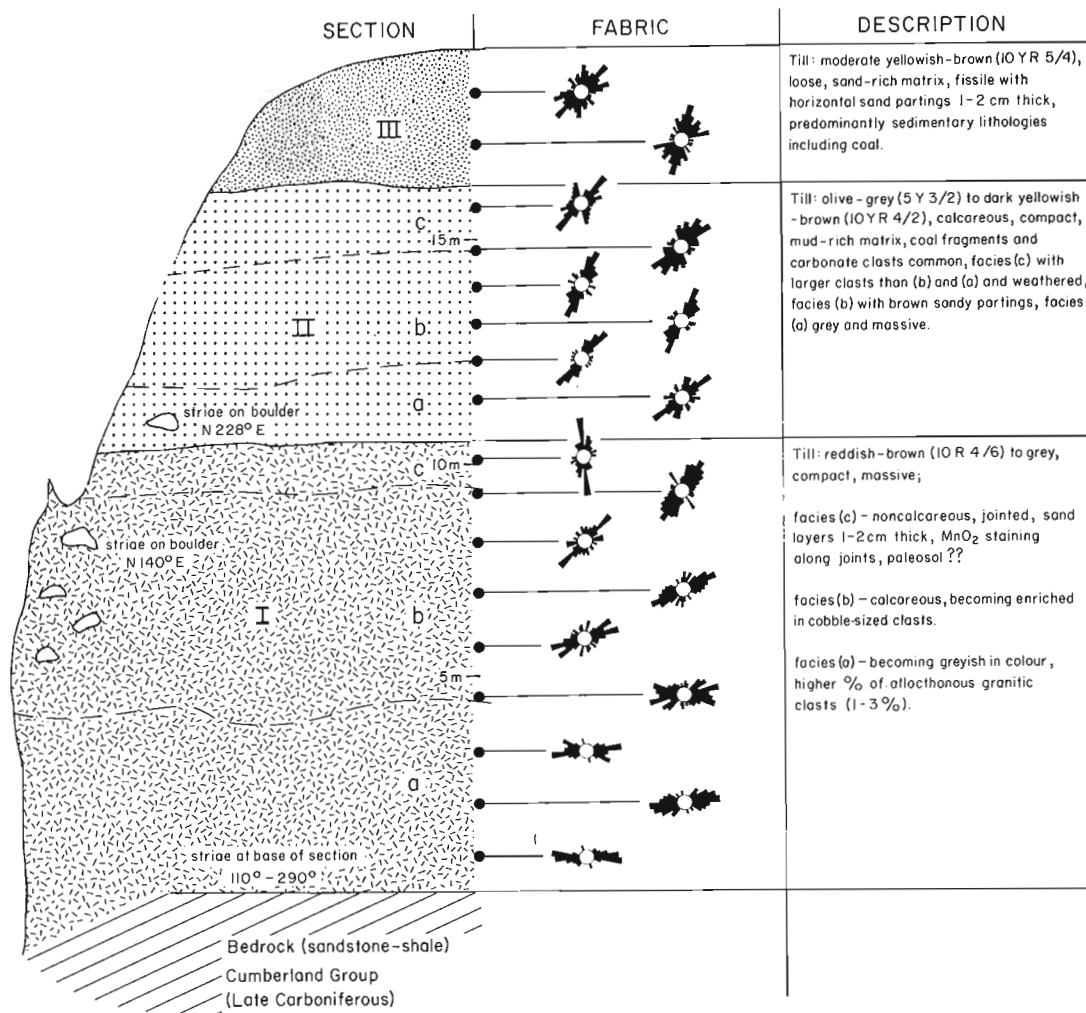 SECTION
FABRIC
DESCRIPTION
III
Till: moderate yellowish-brown (10 YR 5/4),
loose, sand-rich matrix, fissile with
horizontal sand partings 1-2 cm thick,
predominantly sedimentary lithologies
including coal.
c
15m
II
b
a
striae on boulder
N 228° E
Till: olive-grey (5 Y 3/2) to dark yellowish
-brown (10 YR 4/2), calcareous, compact,
mud-rich matrix, coal fragments and
carbonate clasts common, facies (c) with
larger clasts than (b) and (a) and weathered,
facies (b) with brown sandy partings, facies
(a) grey and massive.
c
10m
striae on boulder
N 140° E
I
b
5m
a
striae at base of section
110° - 290°
Till: reddish-brown (10 R 4/6) to grey,
compact, massive;
facies (c) - noncalcareous, jointed, sand
layers 1-2cm thick, MnO2 staining
along joints, paleosol ??
facies (b) - calcareous, becoming enriched
in cobble-sized clasts.
facies (a) - becoming greyish in colour,
higher % of allocthonous granitic
clasts (1-3%).
Bedrock (sandstone-shale)
Cumberland Group
(Late Carboniferous)